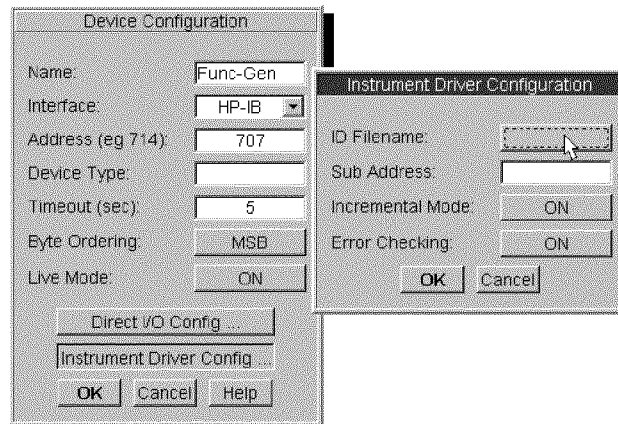 Device Configuration
Name: Func-Gen
Interface: HP-IB
Address (eg 714): 707
Device Type:
Timeout (sec): 5
Byte Ordering: MSB
Live Mode: ON
Direct I/O Config ...
Instrument Driver Config ...
OK Cancel Help
Instrument Driver Configuration
ID Filename:
Sub Address:
Incremental Mode: ON
Error Checking: ON
OK Cancel